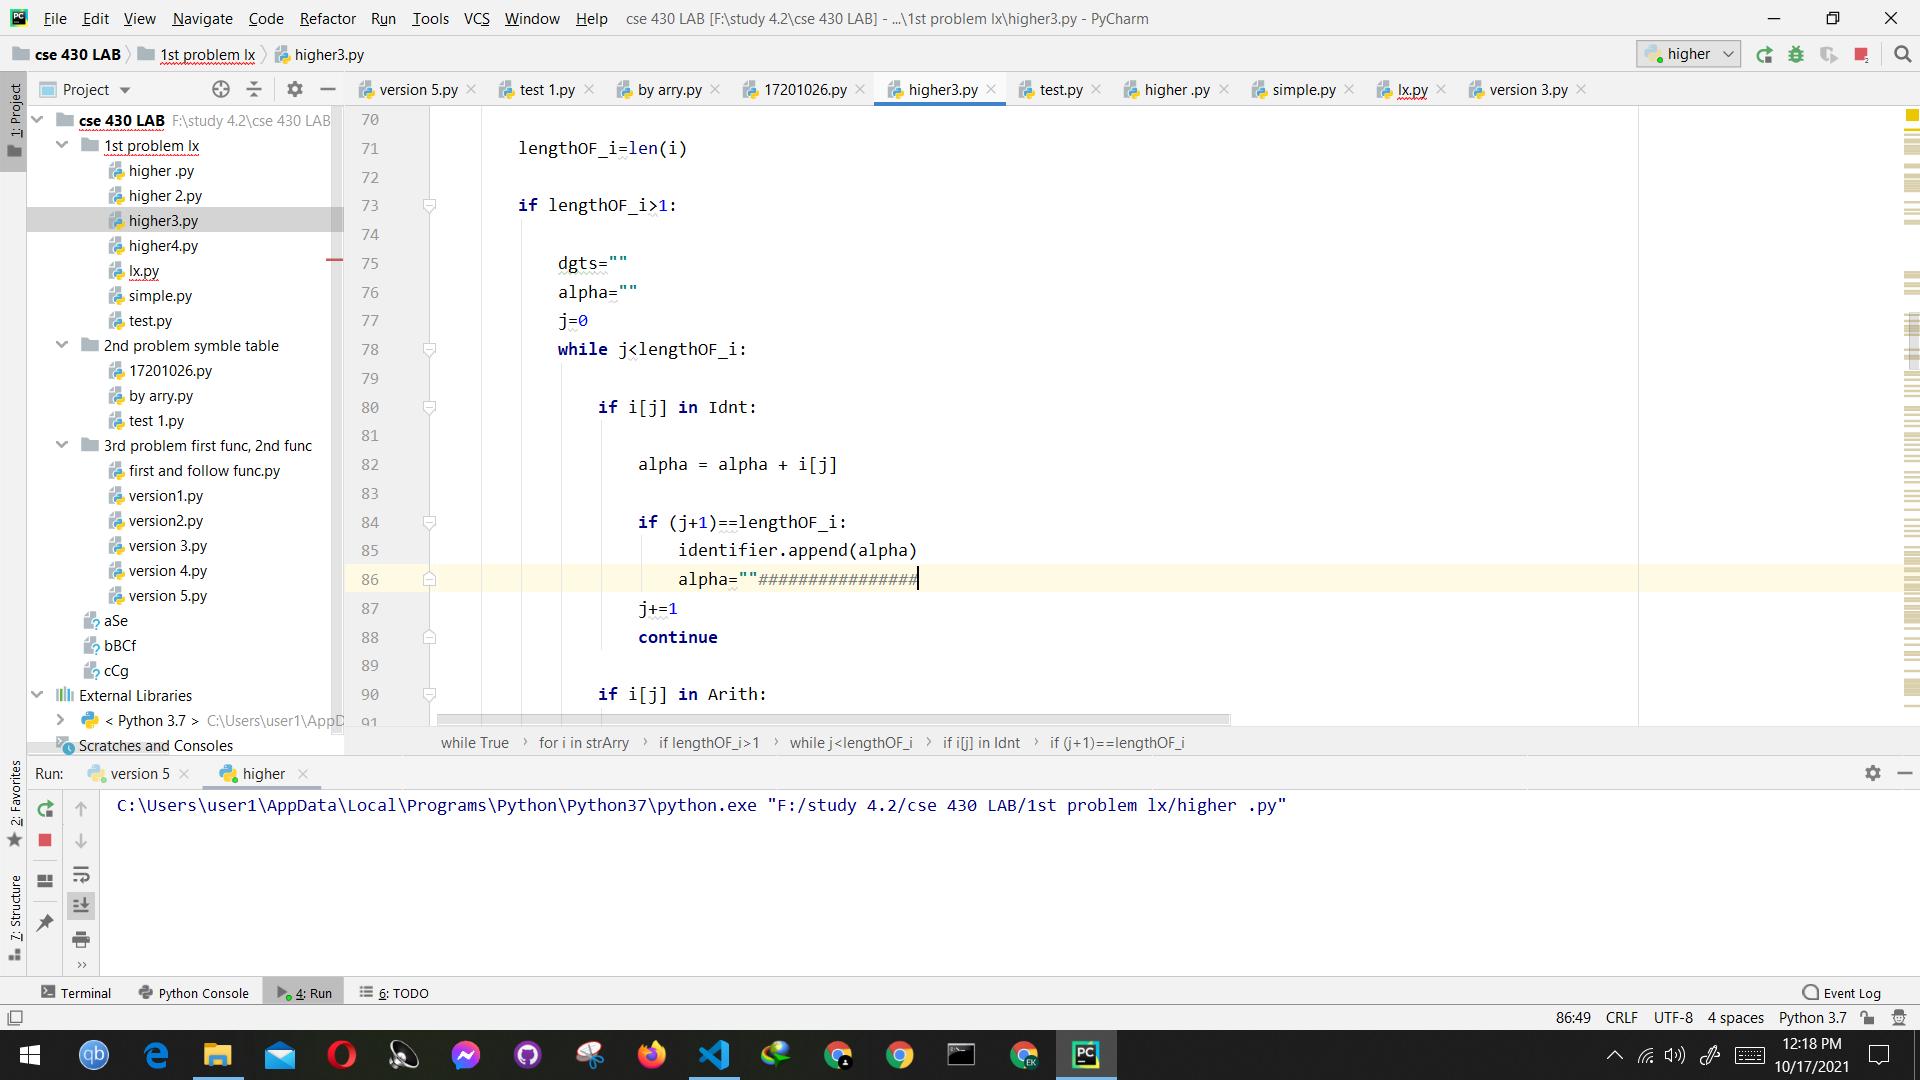 File Edit View Navigate Code Refactor Run Tools VCS Window Help cse 430 LAB [F:\study 4.2\cse 430 LAB] - ...\1st problem lx\higher3.py - PyCharm
cse 430 LAB 1st problem lx higher3.py higher
1: Project
Project
version 5.py test 1.py by arry.py 17201026.py higher3.py test.py higher .py simple.py lx.py version 3.py
cse 430 LAB F:\study 4.2\cse 430 LAB
1st problem lx
higher .py
higher 2.py
higher3.py
higher4.py
lx.py
simple.py
test.py
2nd problem symble table
17201026.py
by arry.py
test 1.py
3rd problem first func, 2nd func
first and follow func.py
version1.py
version2.py
version 3.py
version 4.py
version 5.py
aSe
bBCf
cCg
External Libraries
< Python 3.7 > C:\Users\user1\AppD
Scratches and Consoles
70
71 lengthOF_i=len(i)
72
73 if lengthOF_i>1:
74
75 dgts=""
76 alpha=""
77 j=0
78 while j<lengthOF_i:
79
80 if i[j] in Idnt:
81
82 alpha = alpha + i[j]
83
84 if (j+1)==lengthOF_i:
85 identifier.append(alpha)
86 alpha=""################
87 j+=1
88 continue
89
90 if i[j] in Arith:
91
while True for i in strArry if lengthOF_i>1 while j<lengthOF_i if i[j] in Idnt if (j+1)==lengthOF_i
2: Favorites
7: Structure
Run: version 5 higher
C:\Users\user1\AppData\Local\Programs\Python\Python37\python.exe "F:/study 4.2/cse 430 LAB/1st problem lx/higher .py"
Terminal Python Console 4: Run 6: TODO Event Log
86:49 CRLF UTF-8 4 spaces Python 3.7
12:18 PM
10/17/2021